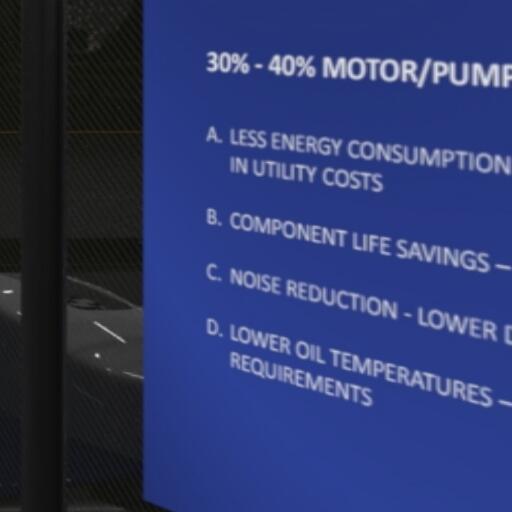 30% - 40% MOTOR/PUMP
A. LESS ENERGY CONSUMPTION
IN UTILITY COSTS
B. COMPONENT LIFE SAVINGS –
C. NOISE REDUCTION - LOWER
D. LOWER OIL TEMPERATURES –
REQUIREMENTS